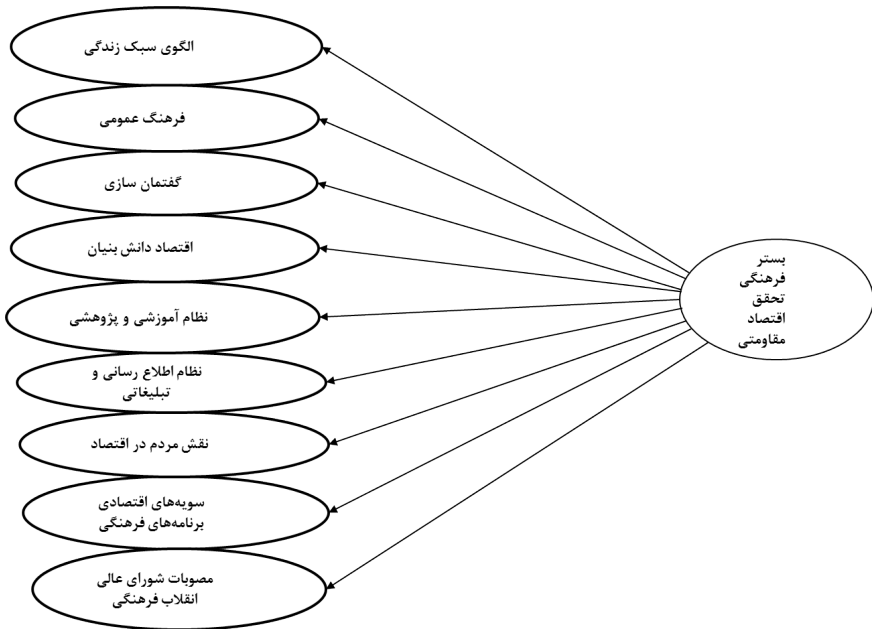 الگوی سبک زندگی
فرهنگ عمومی
گفتمان سازی
اقتصاد دانش بنیان
نظام آموزشی و پژوهشی
نظام اطلاع رسانی و
تبلیغاتی
نقش مردم در اقتصاد
سویه‌های اقتصادی
برنامه‌های فرهنگی
مصوبات شورای عالی
انقلاب فرهنگی
بستر
فرهنگی
تحقق
اقتصاد
مقاومتی